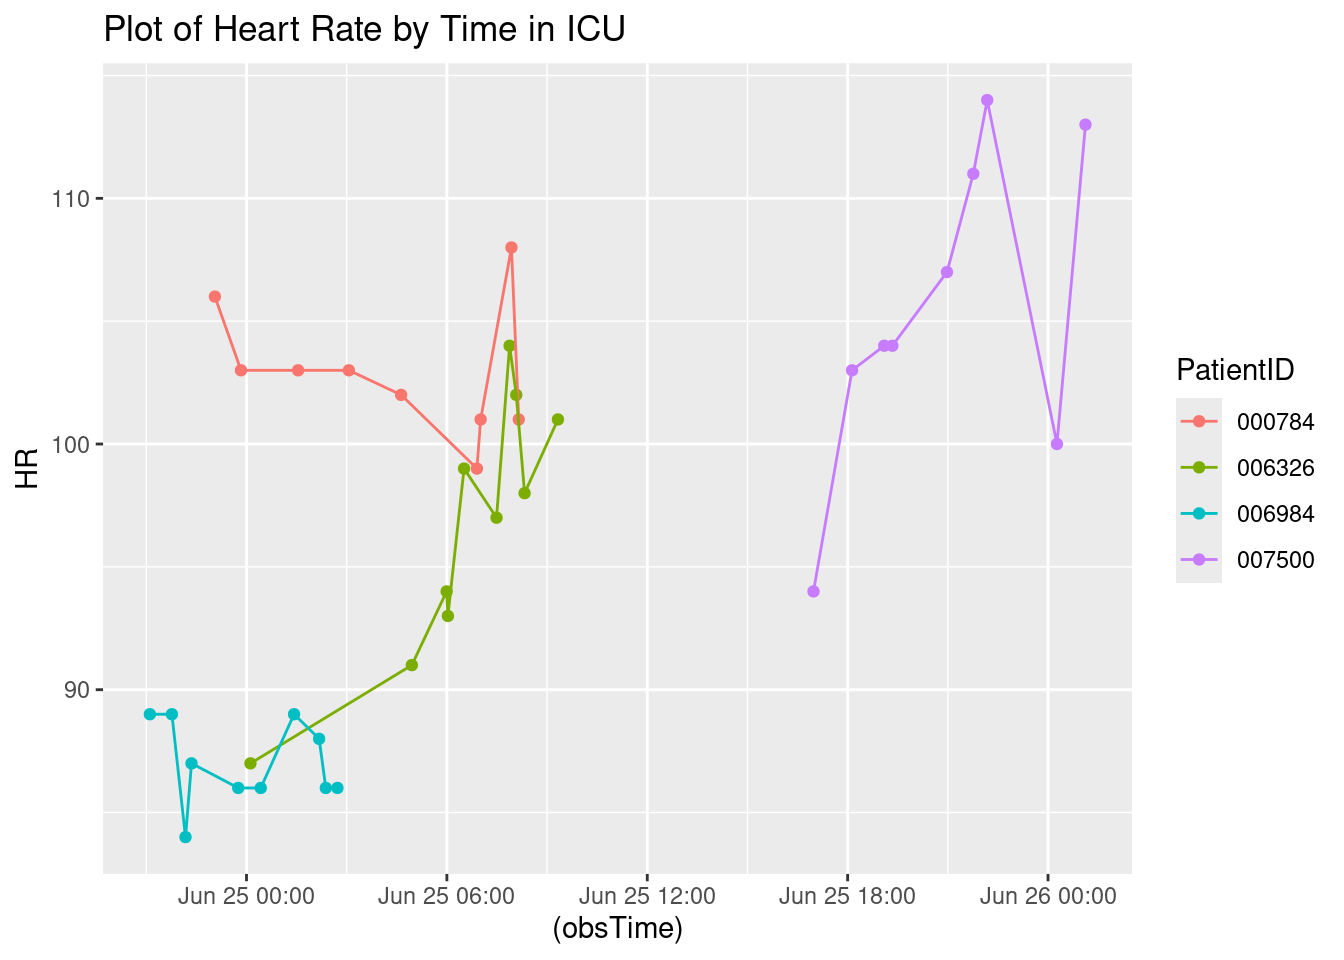 Plot of Heart Rate by Time in ICU
110
100
90
HR
Jun 25 00:00 Jun 25 06:00 Jun 25 12:00 Jun 25 18:00 Jun 26 00:00
(obsTime)
PatientID
000784
006326
006984
007500